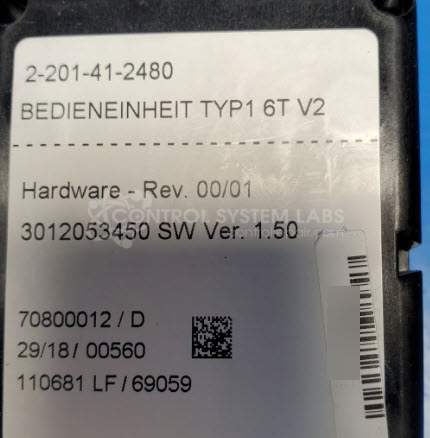 2-201-41-2480
BEDIENEINHEIT TYP1 6T V2
Hardware - Rev. 00/01
CONTROL SYSTEM LABS
3012053450 SW Ver. 1.50
70800012 / D
29/18 / 00560
110681 LF / 69059